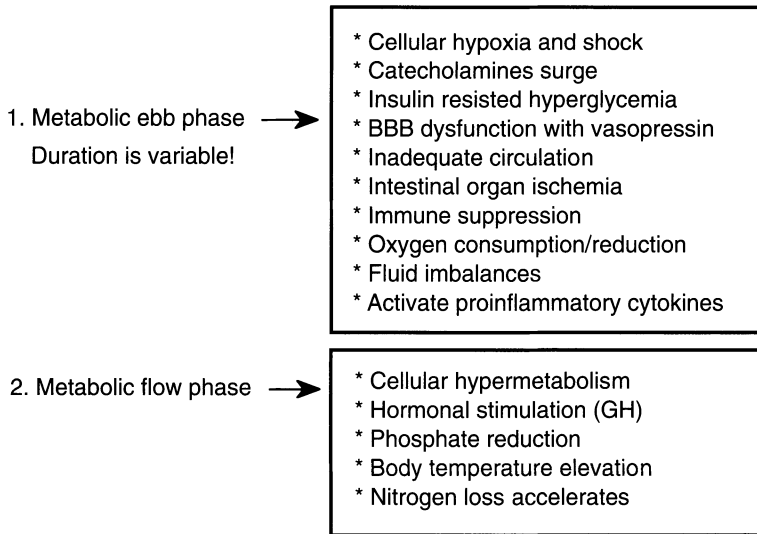 1. Metabolic ebb phase
Duration is variable!
* Cellular hypoxia and shock
* Catecholamines surge
* Insulin resisted hyperglycemia
* BBB dysfunction with vasopressin
* Inadequate circulation
* Intestinal organ ischemia
* Immune suppression
* Oxygen consumption/reduction
* Fluid imbalances
* Activate proinflammatory cytokines
2. Metabolic flow phase
* Cellular hypermetabolism
* Hormonal stimulation (GH)
* Phosphate reduction
* Body temperature elevation
* Nitrogen loss accelerates